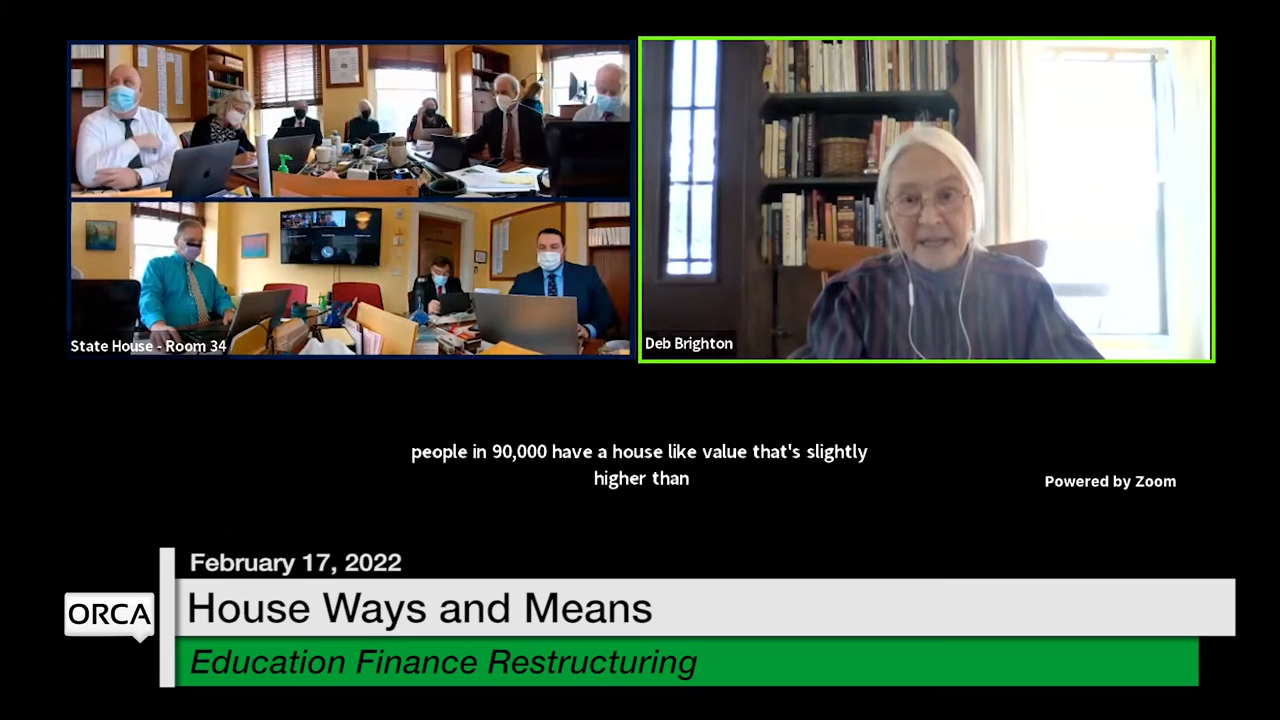 State House - Room 34
Deb Brighton
people in 90,000 have a house like value that's slightly
higher than
Powered by Zoom
February 17, 2022
ORCA
House Ways and Means
Education Finance Restructuring